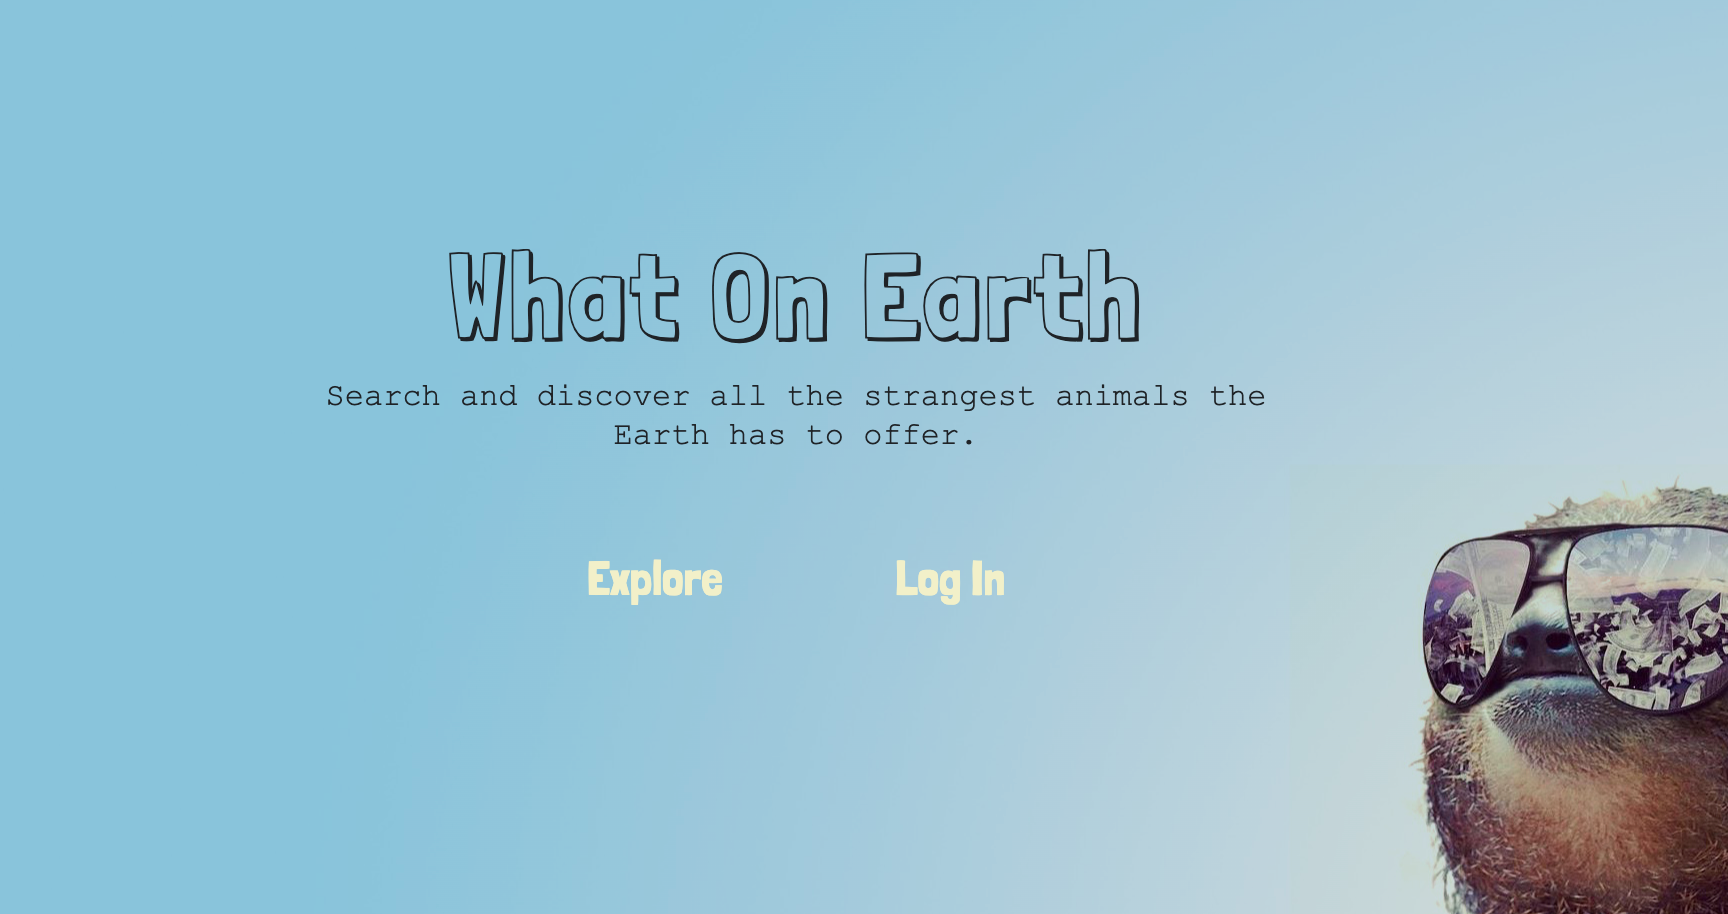 What On Earth
Search and discover all the strangest animals the
Earth has to offer.
Explore
Log In